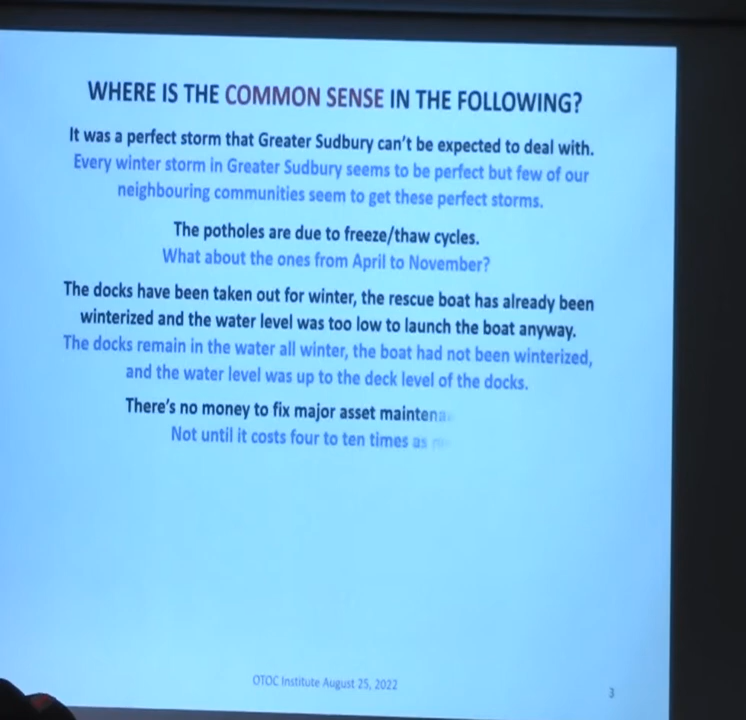 WHERE IS THE COMMON SENSE IN THE FOLLOWING?
It was a perfect storm that Greater Sudbury can't be expected to deal with.
Every winter storm in Greater Sudbury seems to be perfect but few of our
neighbouring communities seem to get these perfect storms.
The potholes are due to freeze/thaw cycles.
What about the ones from April to November?
The docks have been taken out for winter, the rescue boat has already been
winterized and the water level was too low to launch the boat anyway.
The docks remain in the water all winter, the boat had not been winterized,
and the water level was up to the deck level of the docks.
There's no money to fix major asset
Not until it costs four to ten times as
OTOC Institute August 25, 2022
3